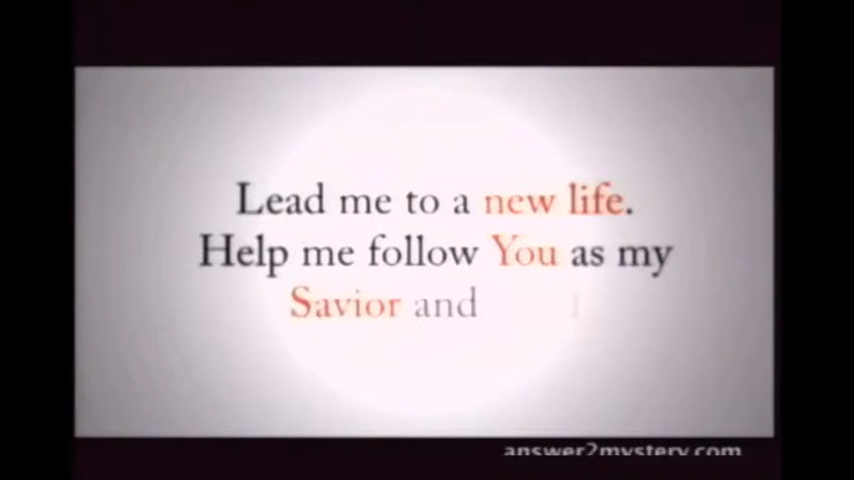 Lead me to a new life.
Help me follow You as my
Savior and
answer2mystery.com